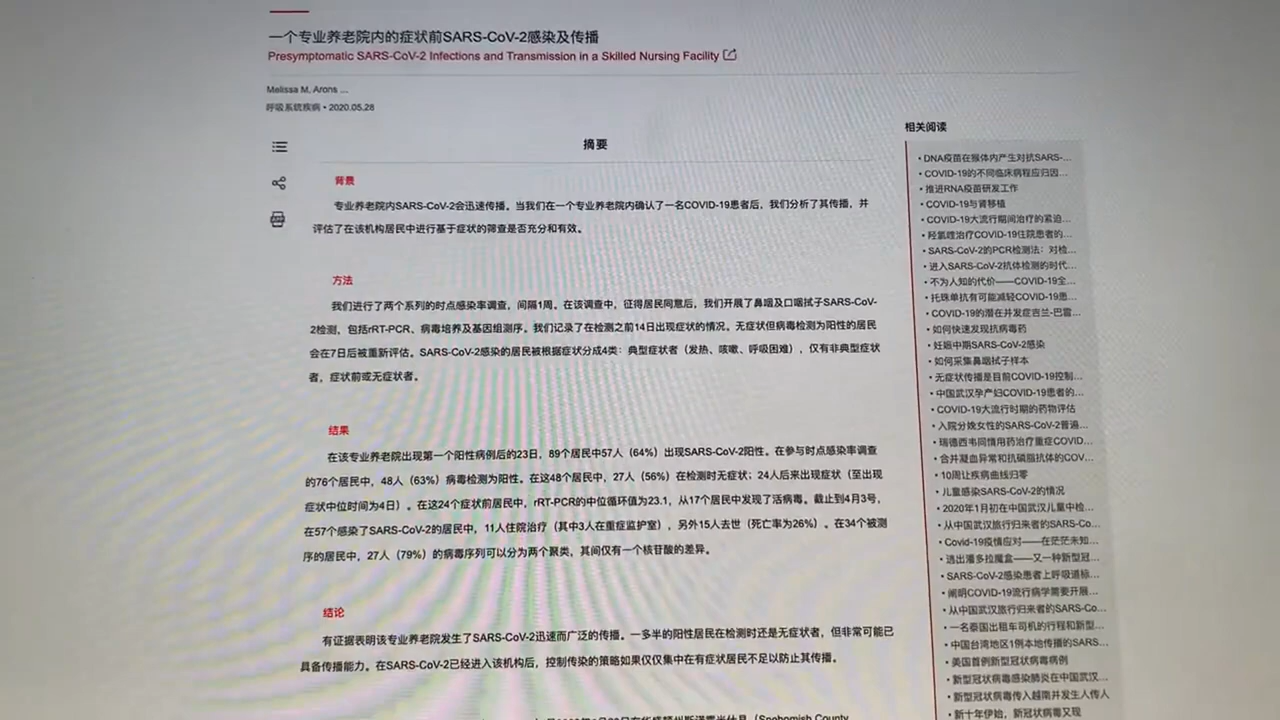 一个专业养老院内的症状前SARS-CoV-2感染及传播
Presymptomatic SARS-CoV-2 Infections and Transmission in a Skilled Nursing Facility
Melissa M. Arons ...
呼吸系统疾病 • 2020.05.28
摘要
背景
专业养老院内SARS-CoV-2会迅速传播。当我们在一个专业养老院内确认了一名COVID-19患者后，我们分析了其传播，并
评估了在该机构居民中进行基于症状的筛查是否充分和有效。
方法
我们进行了两个系列的时点感染率调查，间隔1周。在该调查中，征得居民同意后，我们开展了鼻咽及口咽拭子SARS-CoV-
2检测，包括rRT-PCR、病毒培养及基因组测序。我们记录了在检测之前14日出现症状的情况。无症状但病毒检测为阳性的居民
会在7日后被重新评估。SARS-CoV-2感染的居民被根据症状分成4类：典型症状者（发热、咳嗽、呼吸困难），仅有非典型症状
者，症状前或无症状者。
结果
在该专业养老院出现第一个阳性病例后的23日，89个居民中57人（64%）出现SARS-CoV-2阳性。在参与时点感染率调查
的76个居民中，48人（63%）病毒检测为阳性。在这48个居民中，27人（56%）在检测时无症状；24人后来出现症状（至出现
症状中位时间为4日）。在这24个症状前居民中，rRT-PCR的中位循环值为23.1，从17个居民中发现了活病毒。截止到4月3号，
在57个感染了SARS-CoV-2的居民中，11人住院治疗（其中3人在重症监护室），另外15人去世（死亡率为26%）。在34个被测
序的居民中，27人（79%）的病毒序列可以分为两个聚类，其间仅有一个核苷酸的差异。
结论
有证据表明该专业养老院发生了SARS-CoV-2迅速而广泛的传播。一多半的阳性居民在检测时还是无症状者，但非常可能已
具备传播能力。在SARS-CoV-2已经进入该机构后，控制传染的策略如果仅仅集中在有症状居民不足以防止其传播。
相关阅读
• DNA疫苗在猴体内产生对抗SARS-...
• COVID-19的不同临床病程应归因...
• 推进RNA疫苗研发工作
• COVID-19与肾移植
• COVID-19大流行期间治疗的紧迫...
• 羟氯喹治疗COVID-19住院患者的...
• SARS-CoV-2的PCR检测法：对检...
• 进入SARS-CoV-2抗体检测的时代...
• 不为人知的代价——COVID-19全...
• 托珠单抗有可能减轻COVID-19患...
• COVID-19的潜在并发症吉兰-巴雷...
• 如何快速发现抗病毒药
• 妊娠中期SARS-CoV-2感染
• 如何采集鼻咽拭子样本
• 无症状传播是目前COVID-19控制...
• 中国武汉孕产妇COVID-19患者的...
• COVID-19大流行时期的药物评估
• 入院分娩女性的SARS-CoV-2普遍...
• 瑞德西韦同情用药治疗重症COVID...
• 合并凝血异常和抗磷脂抗体的COV...
• 10周让疾病曲线归零
• 儿童感染SARS-CoV-2的情况
• 2020年1月初在中国武汉儿童中检...
• 从中国武汉旅行归来者的SARS-Co...
• Covid-19疫情应对——在茫茫未知...
• 逃出潘多拉魔盒——又一种新型冠...
• SARS-CoV-2感染患者上呼吸道标...
• 阐明COVID-19流行病学需要开展...
• 从中国武汉旅行归来者的SARS-Co...
• 一名泰国出租车司机的行程和新型...
• 中国台湾地区1例本地传播的SARS...
• 美国首例新型冠状病毒病例
• 新型冠状病毒感染肺炎在中国武汉...
• 新型冠状病毒传入越南并发生人传人
• 新十年伊始，新冠状病毒又现